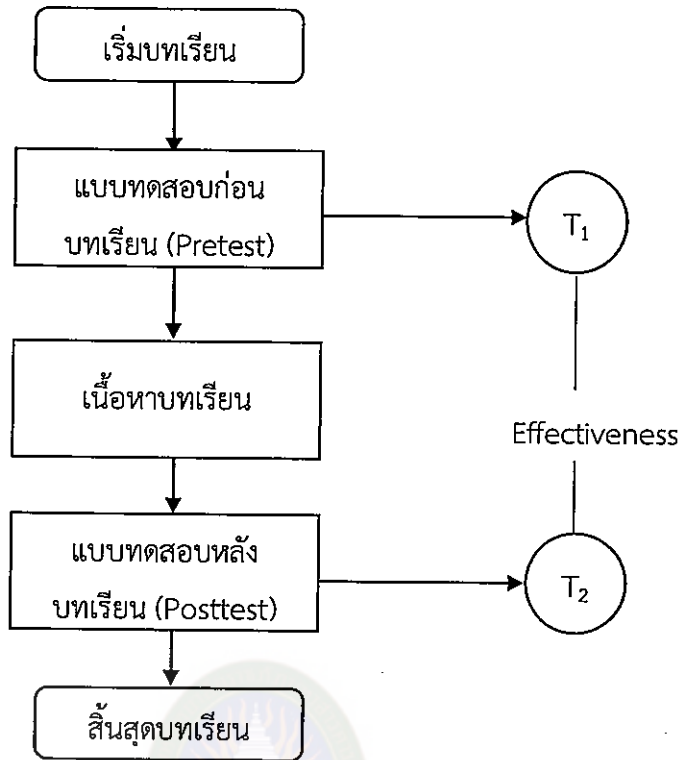 เริ่มบทเรียน
แบบทดสอบก่อน
บทเรียน (Pretest)
T₁
เนื้อหาบทเรียน
Effectiveness
แบบทดสอบหลัง
บทเรียน (Posttest)
T₂
สิ้นสุดบทเรียน